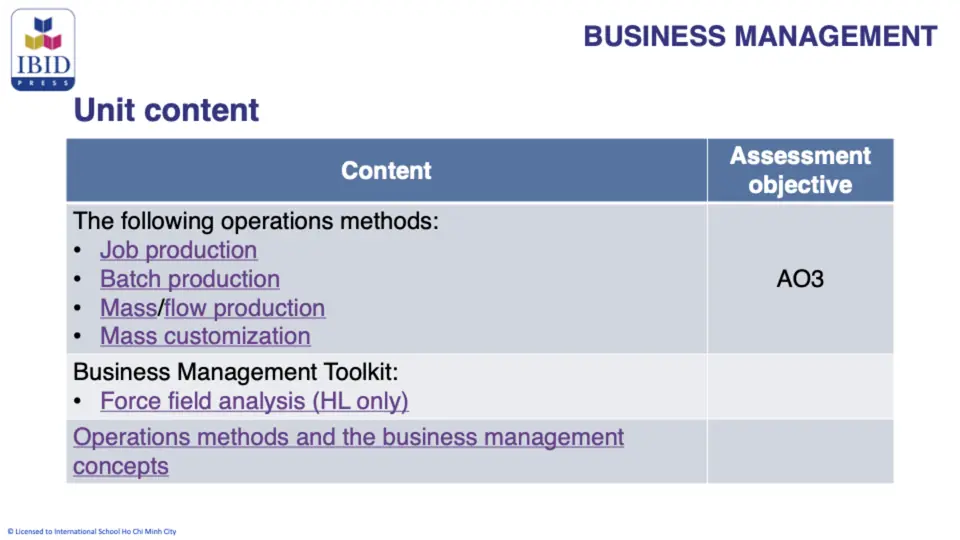 IBID
PRESS
BUSINESS MANAGEMENT
Unit content
Content
Assessment
objective
The following operations methods:
• Job production
• Batch production
• Mass/flow production
• Mass customization
AO3
Business Management Toolkit:
• Force field analysis (HL only)
Operations methods and the business management
concepts
© Licensed to International School Ho Chi Minh City